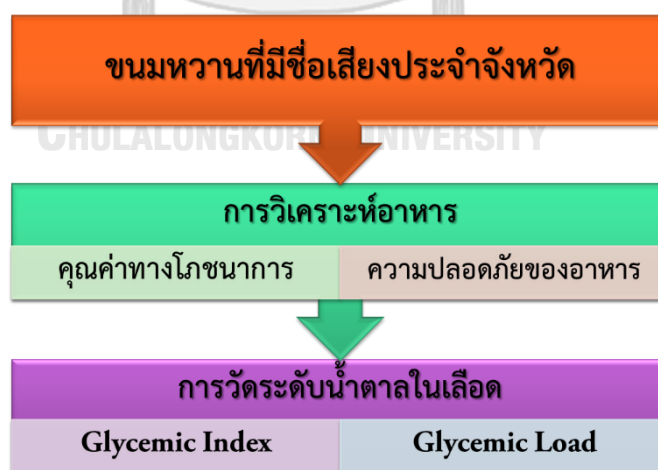 ขนมหวานที่มีชื่อเสียงประจำจังหวัด
CHULALONGKORN UNIVERSITY
การวิเคราะห์อาหาร
คุณค่าทางโภชนาการ ความปลอดภัยของอาหาร
การวัดระดับน้ำตาลในเลือด
Glycemic Index Glycemic Load